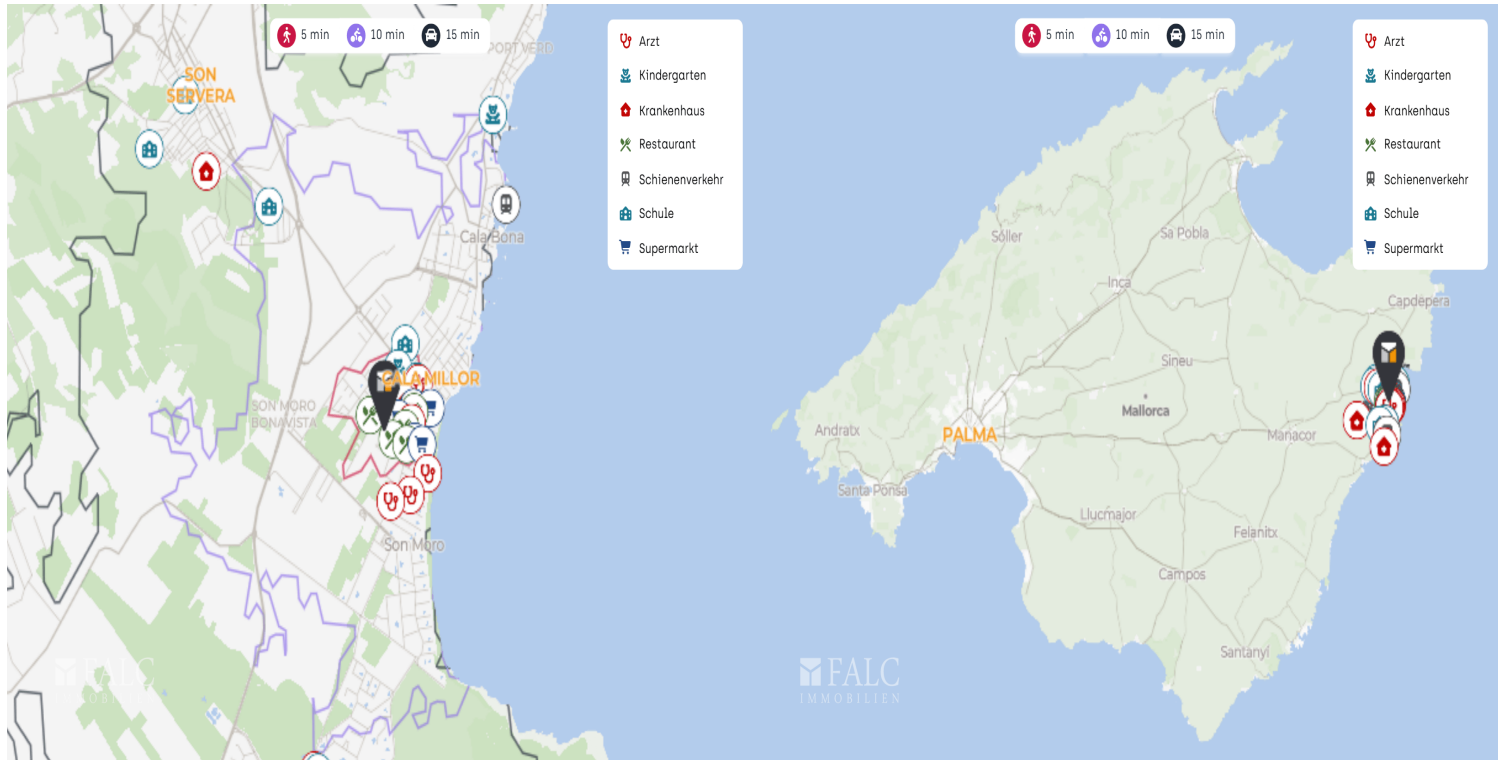 5 min
10 min
15 min
PORT VERD
SON
SERVERA
Cala Bona
CALA MILLOR
SON MORO
BONAVISTA
Son Moro
FALC
IMMOBILIEN
Arzt
Kindergarten
Krankenhaus
Restaurant
Schienenverkehr
Schule
Supermarkt
5 min
10 min
15 min
Arzt
Kindergarten
Krankenhaus
Restaurant
Schienenverkehr
Schule
Supermarkt
Sóller
Sa Pobla
Inca
Capdepera
Sineu
Mallorca
Andratx
PALMA
Manacor
Santa Ponsa
Llucmajor
Felanitx
Campos
Santanyí
FALC
IMMOBILIEN